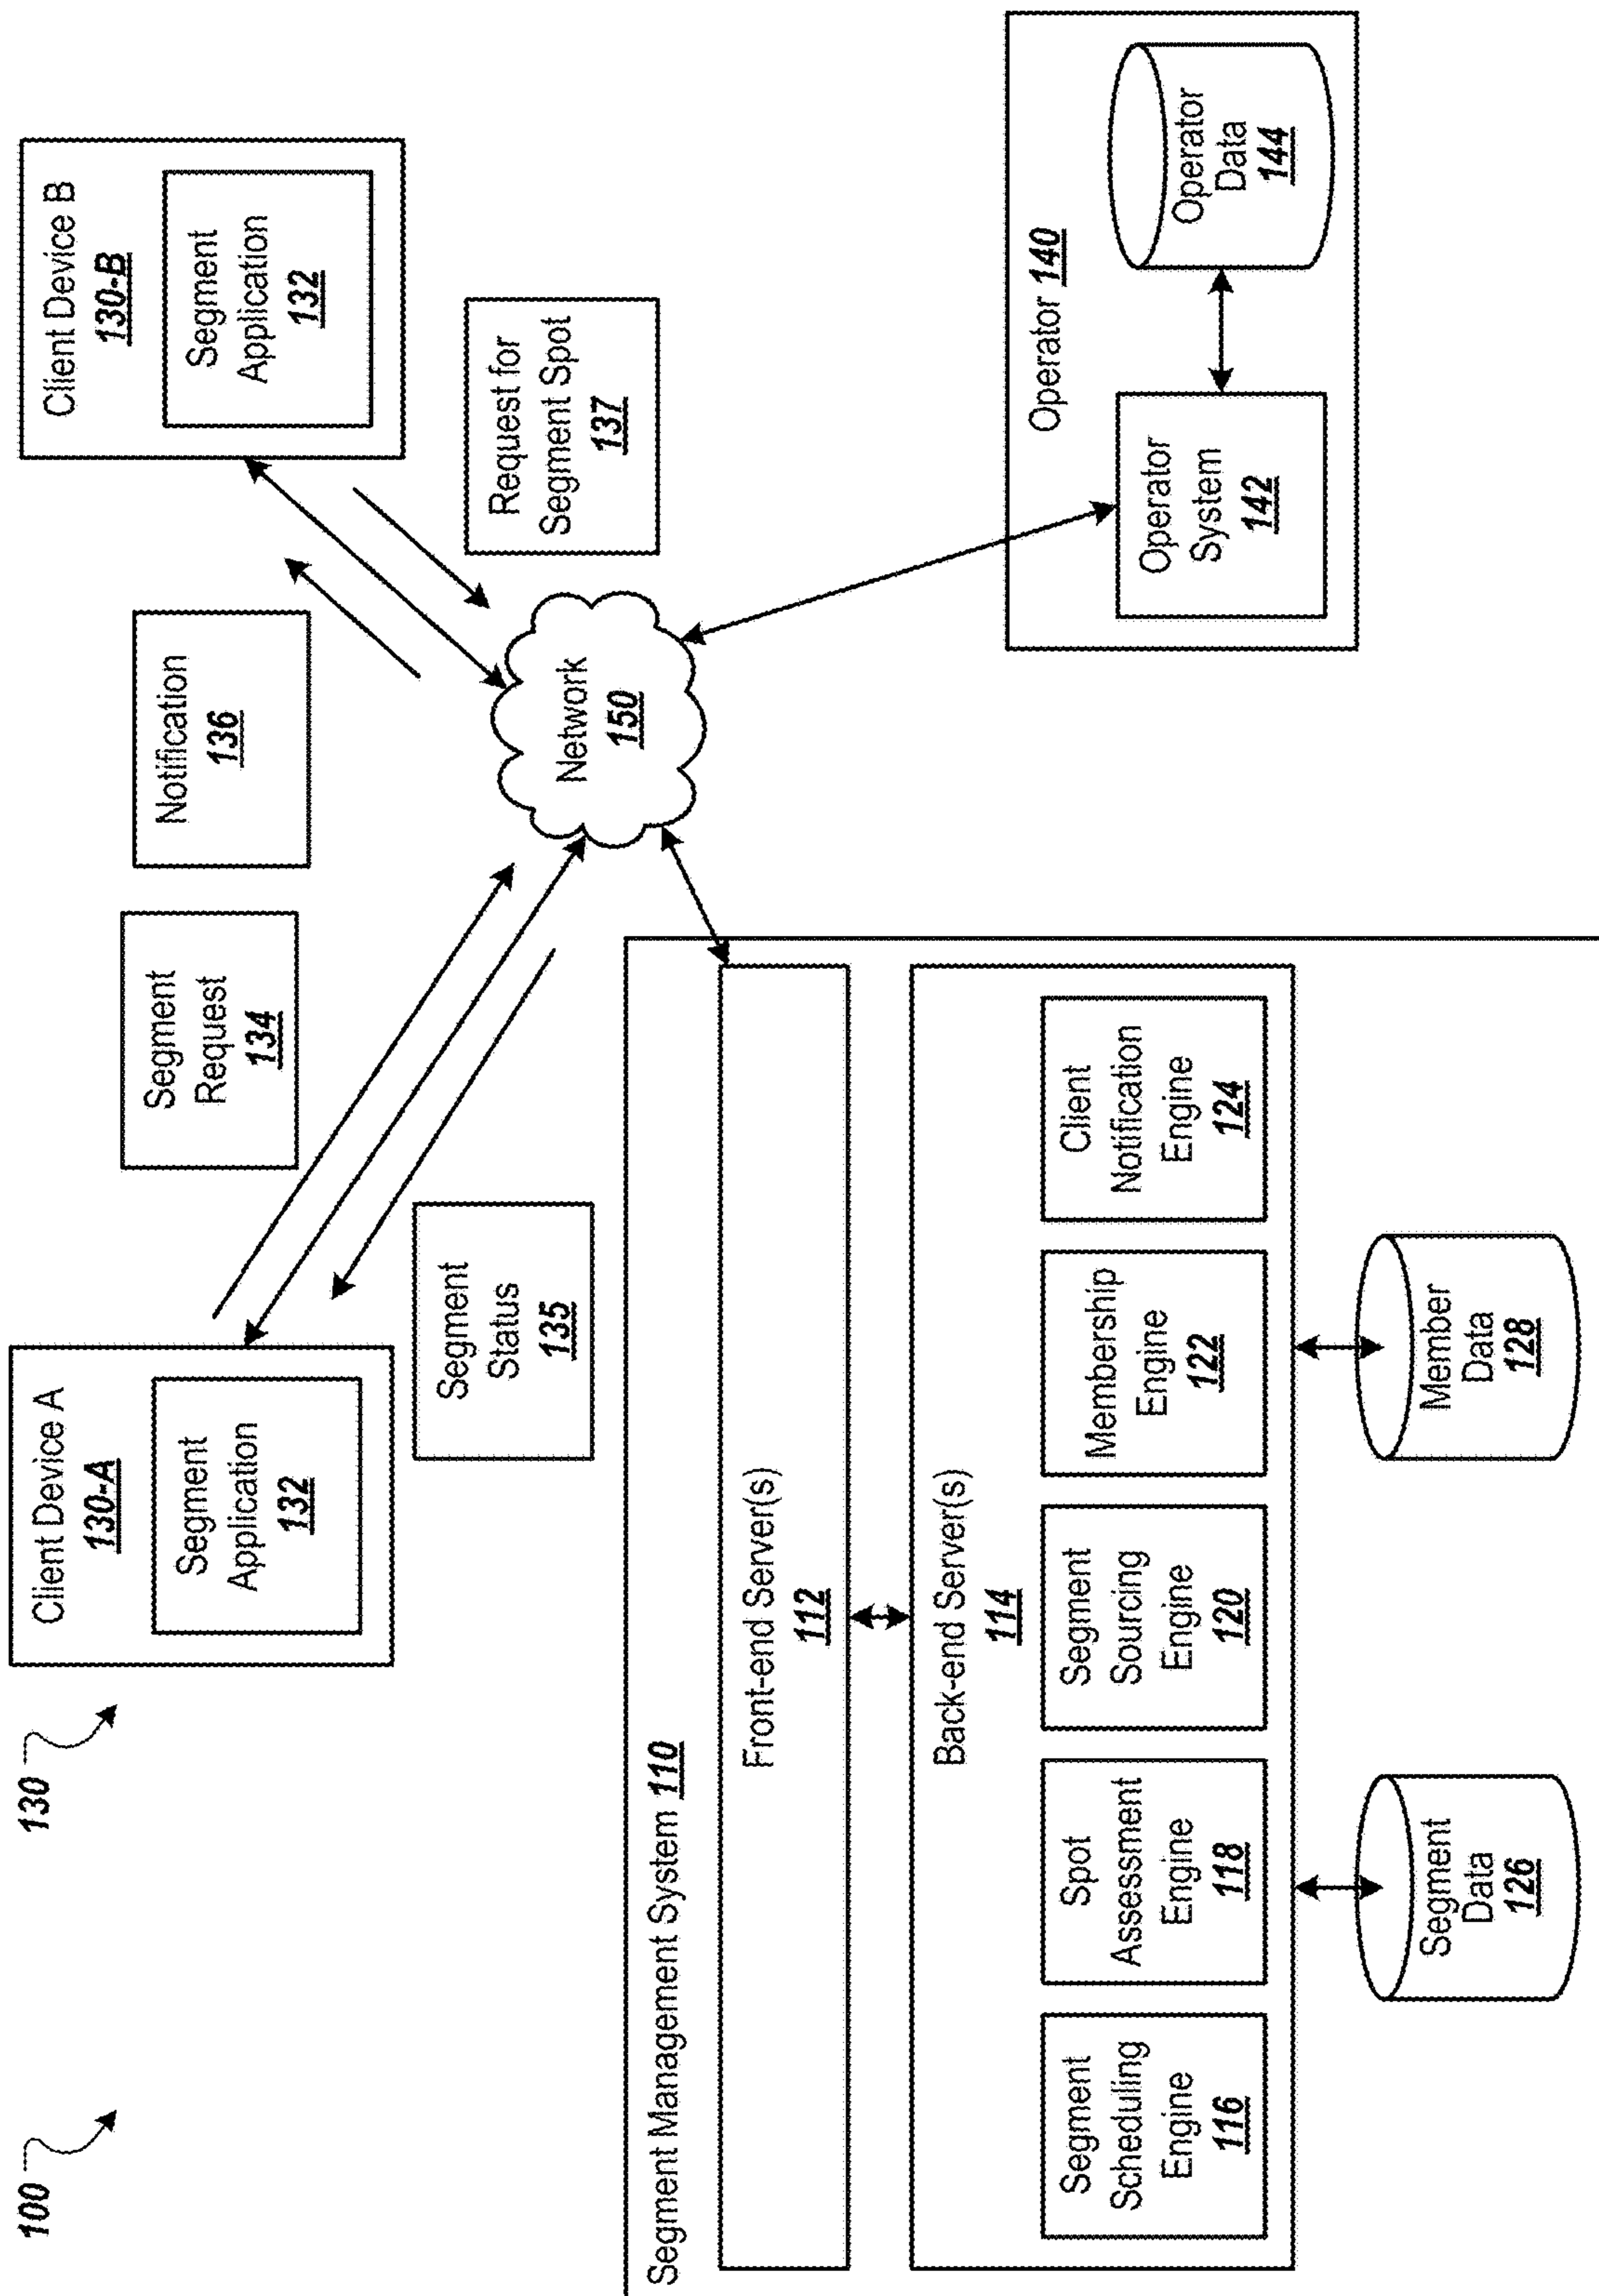 100
130
Client Device A
130-A
Segment
Application
132
Segment
Request
134
Segment
Status
135
Notification
136
Client Device B
130-B
Segment
Application
132
Request for
Segment Spot
137
Network
150
Segment Management System 110
Front-end Server(s)
112
Back-end Server(s)
114
Segment
Scheduling
Engine
116
Spot
Assessment
Engine
118
Segment
Sourcing
Engine
120
Membership
Engine
122
Client
Notification
Engine
124
Segment
Data
126
Member
Data
128
Operator 140
Operator
System
142
Operator
Data
144